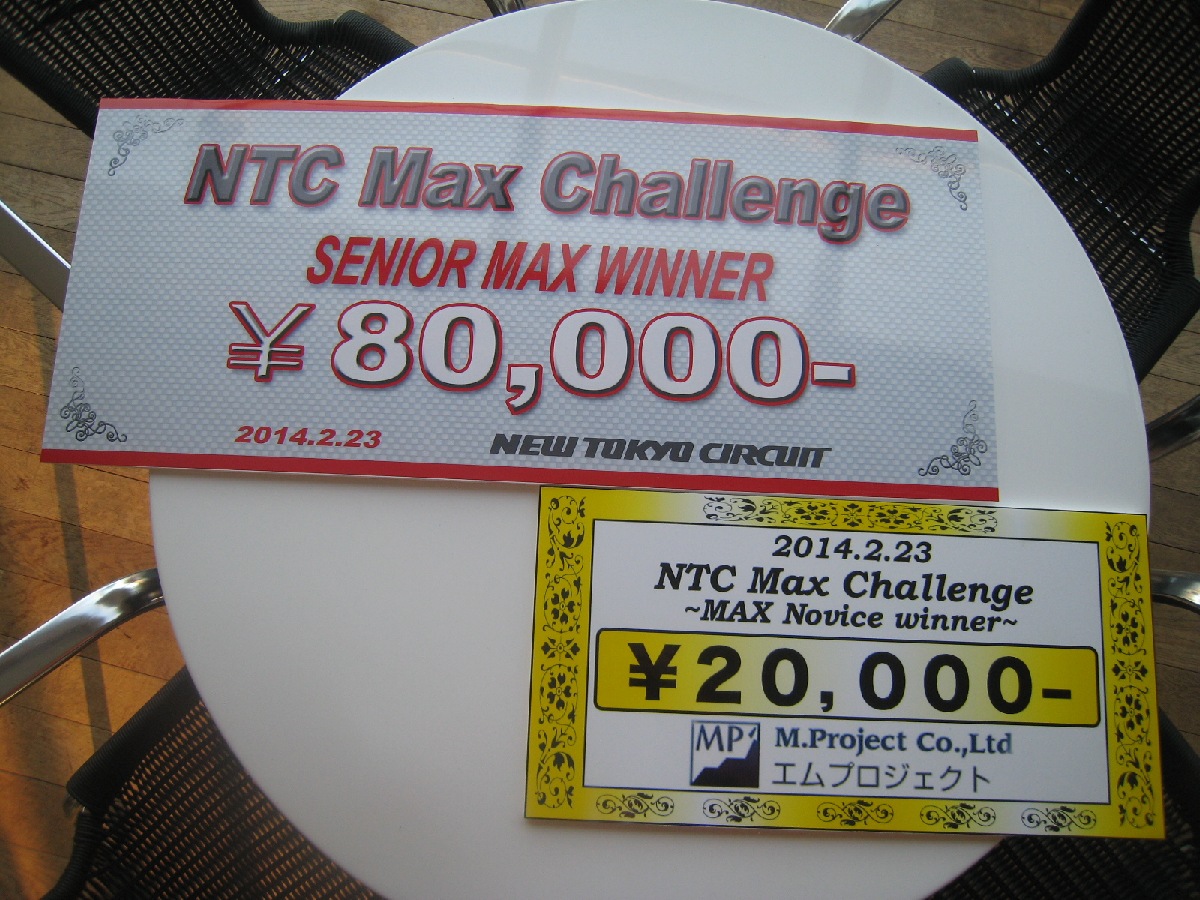 NTC Max Challenge
SENIOR MAX WINNER
¥80,000-
2014.2.23
NEW TOKYO CIRCUIT
2014.2.23
NTC Max Challenge
~MAX Novice winner~
¥20,000-
MP
M.Project Co.,Ltd
エムプロジェクト